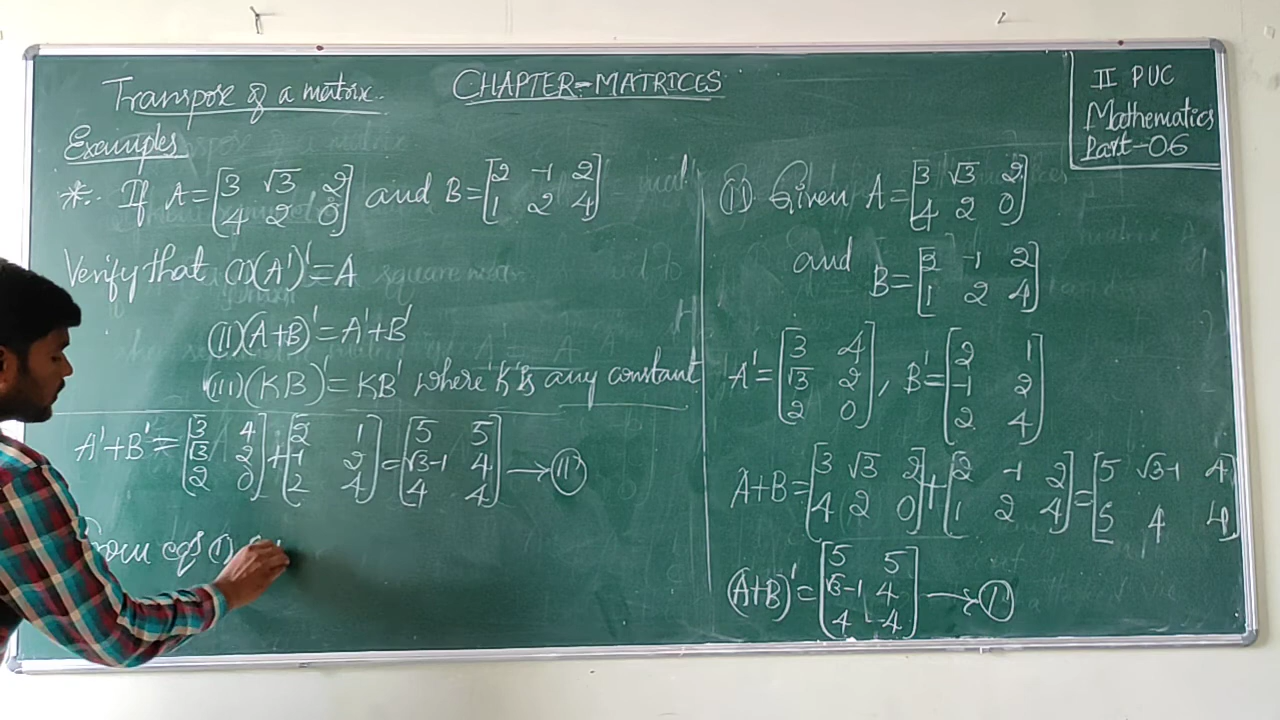 CHAPTER-MATRICES
II PUC
Mathematics
Part-06
Transpose of a matrix.
Examples
*. If A = [3 √3 2; 4 2 0] and B = [2 -1 2; 1 2 4]
Verify that (i) (A')' = A
(ii) (A+B)' = A'+B'
(iii) (KB)' = KB' where 'K' is any constant
A'+B' = [3 4; √3 2; 2 0] + [2 1; -1 2; 2 4] = [5 5; √3-1 4; 4 4] → (ii)
From eqs (i)
(ii) Given A = [3 √3 2; 4 2 0]
and B = [2 -1 2; 1 2 4]
A' = [3 4; √3 2; 2 0], B' = [2 1; -1 2; 2 4]
A+B = [3 √3 2; 4 2 0] + [2 -1 2; 1 2 4] = [5 √3-1 4; 5 4 4]
(A+B)' = [5 5; √3-1 4; 4 4] → (i)